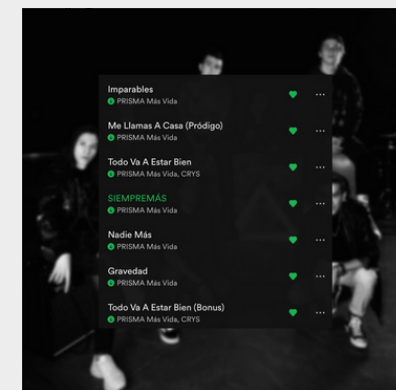 Imparables
PRISMA Más Vida
Me Llamas A Casa (Pródigo)
PRISMA Más Vida
Todo Va A Estar Bien
PRISMA Más Vida, CRYS
SIEMPREMÁS
PRISMA Más Vida
Nadie Más
PRISMA Más Vida
Gravedad
PRISMA Más Vida
Todo Va A Estar Bien (Bonus)
PRISMA Más Vida, CRYS